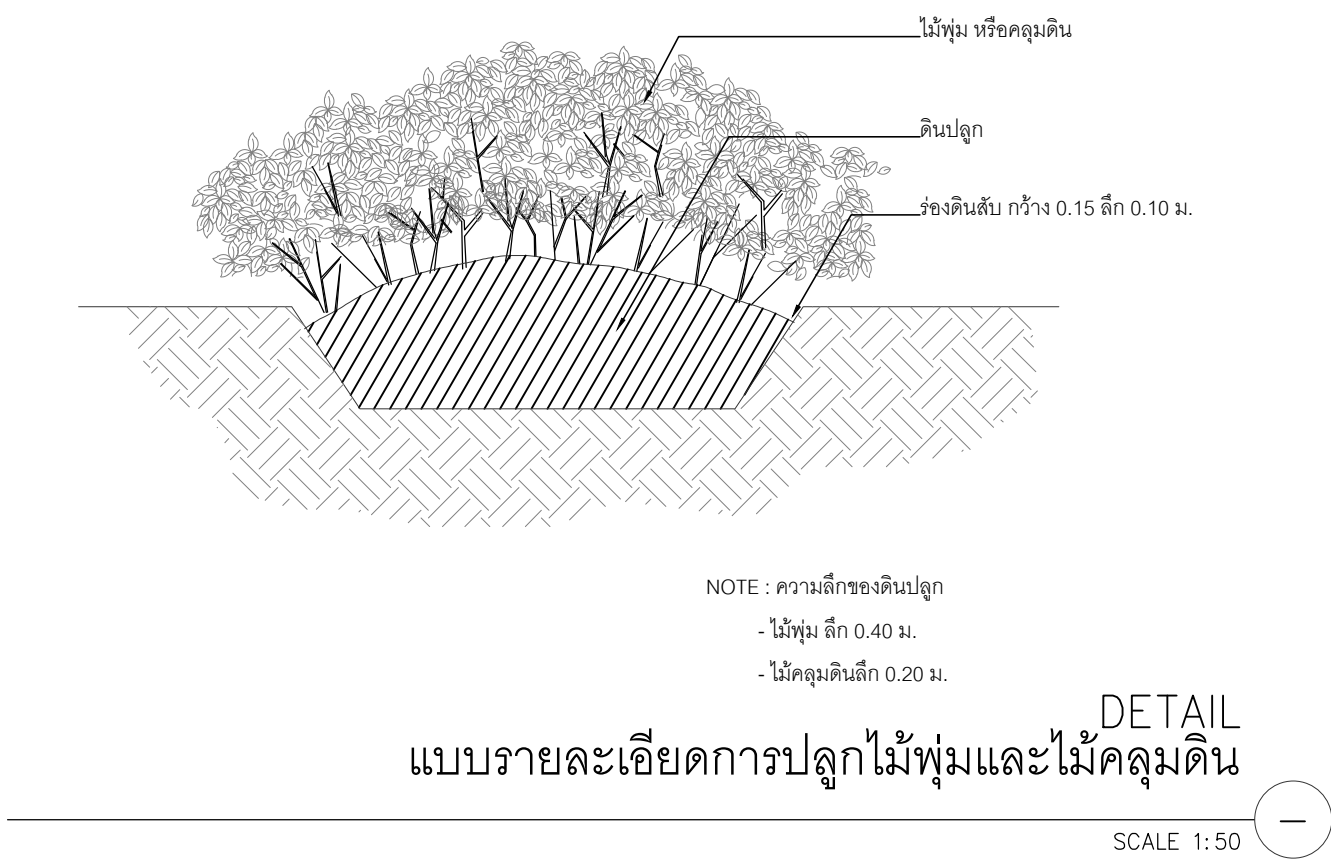 ไม้พุ่ม หรือคลุมดิน
ดินปลูก
ร่องดินสับ กว้าง 0.15 ลึก 0.10 ม.
NOTE : ความลึกของดินปลูก
- ไม้พุ่ม ลึก 0.40 ม.
- ไม้คลุมดินลึก 0.20 ม.
DETAIL
แบบรายละเอียดการปลูกไม้พุ่มและไม้คลุมดิน
SCALE 1:50